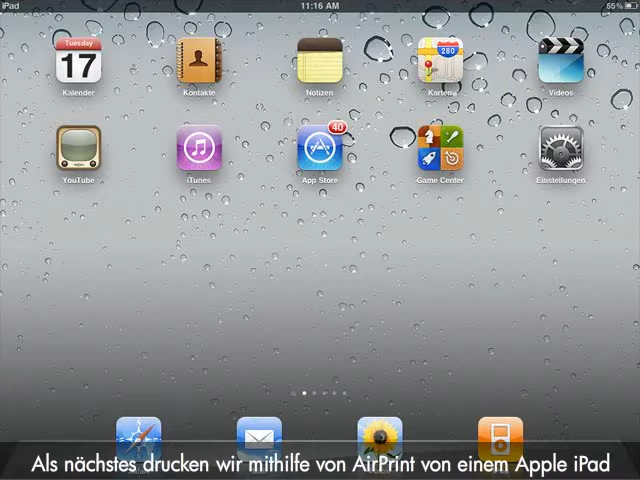 iPad 11:16 AM 55%
Tuesday
17
280
Kalender Kontakte Notizen Karten Videos
40
YouTube iTunes App Store Game Center Einstellungen
Als nächstes drucken wir mithilfe von AirPrint von einem Apple iPad